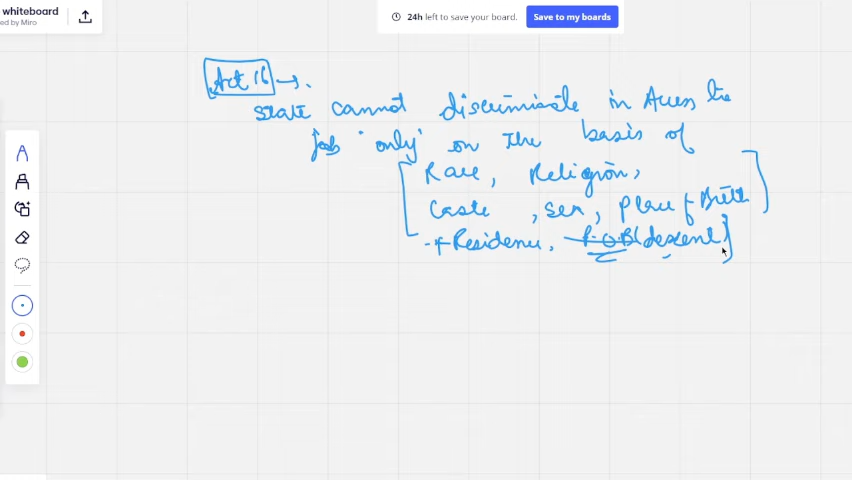 whiteboard
ed by Miro
24h left to save your board.
Save to my boards
Art 16 → .
state cannot discriminate in Access to
job "only" on the basis of
Race, Religion,
Caste, sex, place of Birth
+ Residence, P.O.B (descent)